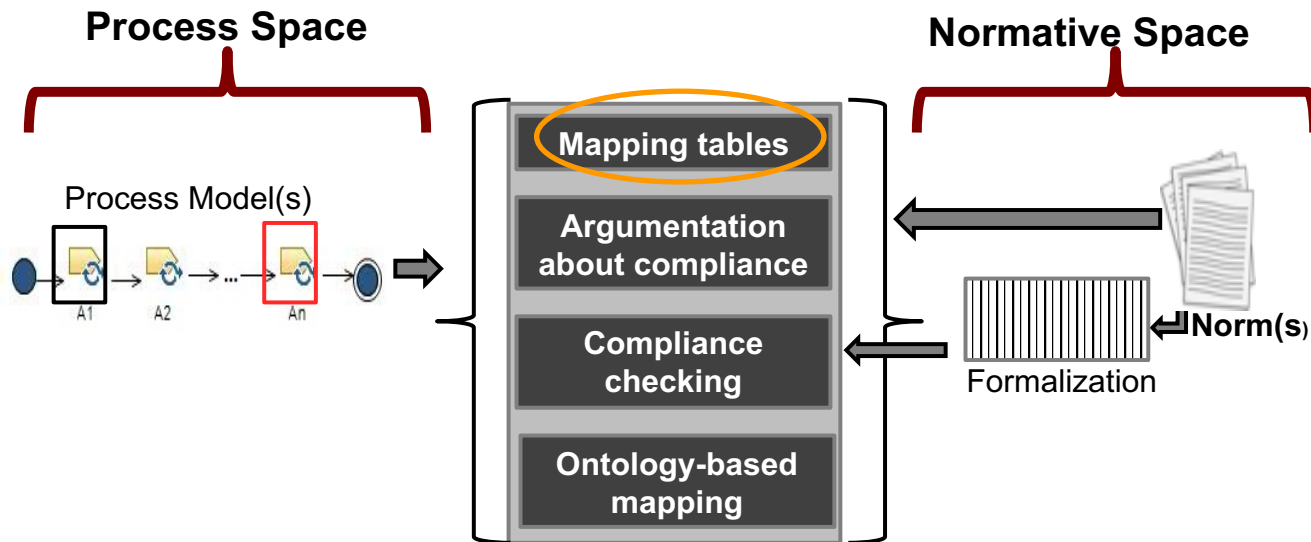 Process Space
Normative Space
Mapping tables
Process Model(s)
Argumentation
about compliance
...
A1
A2
An
Norm(s)
Compliance
checking
Formalization
Ontology-based
mapping